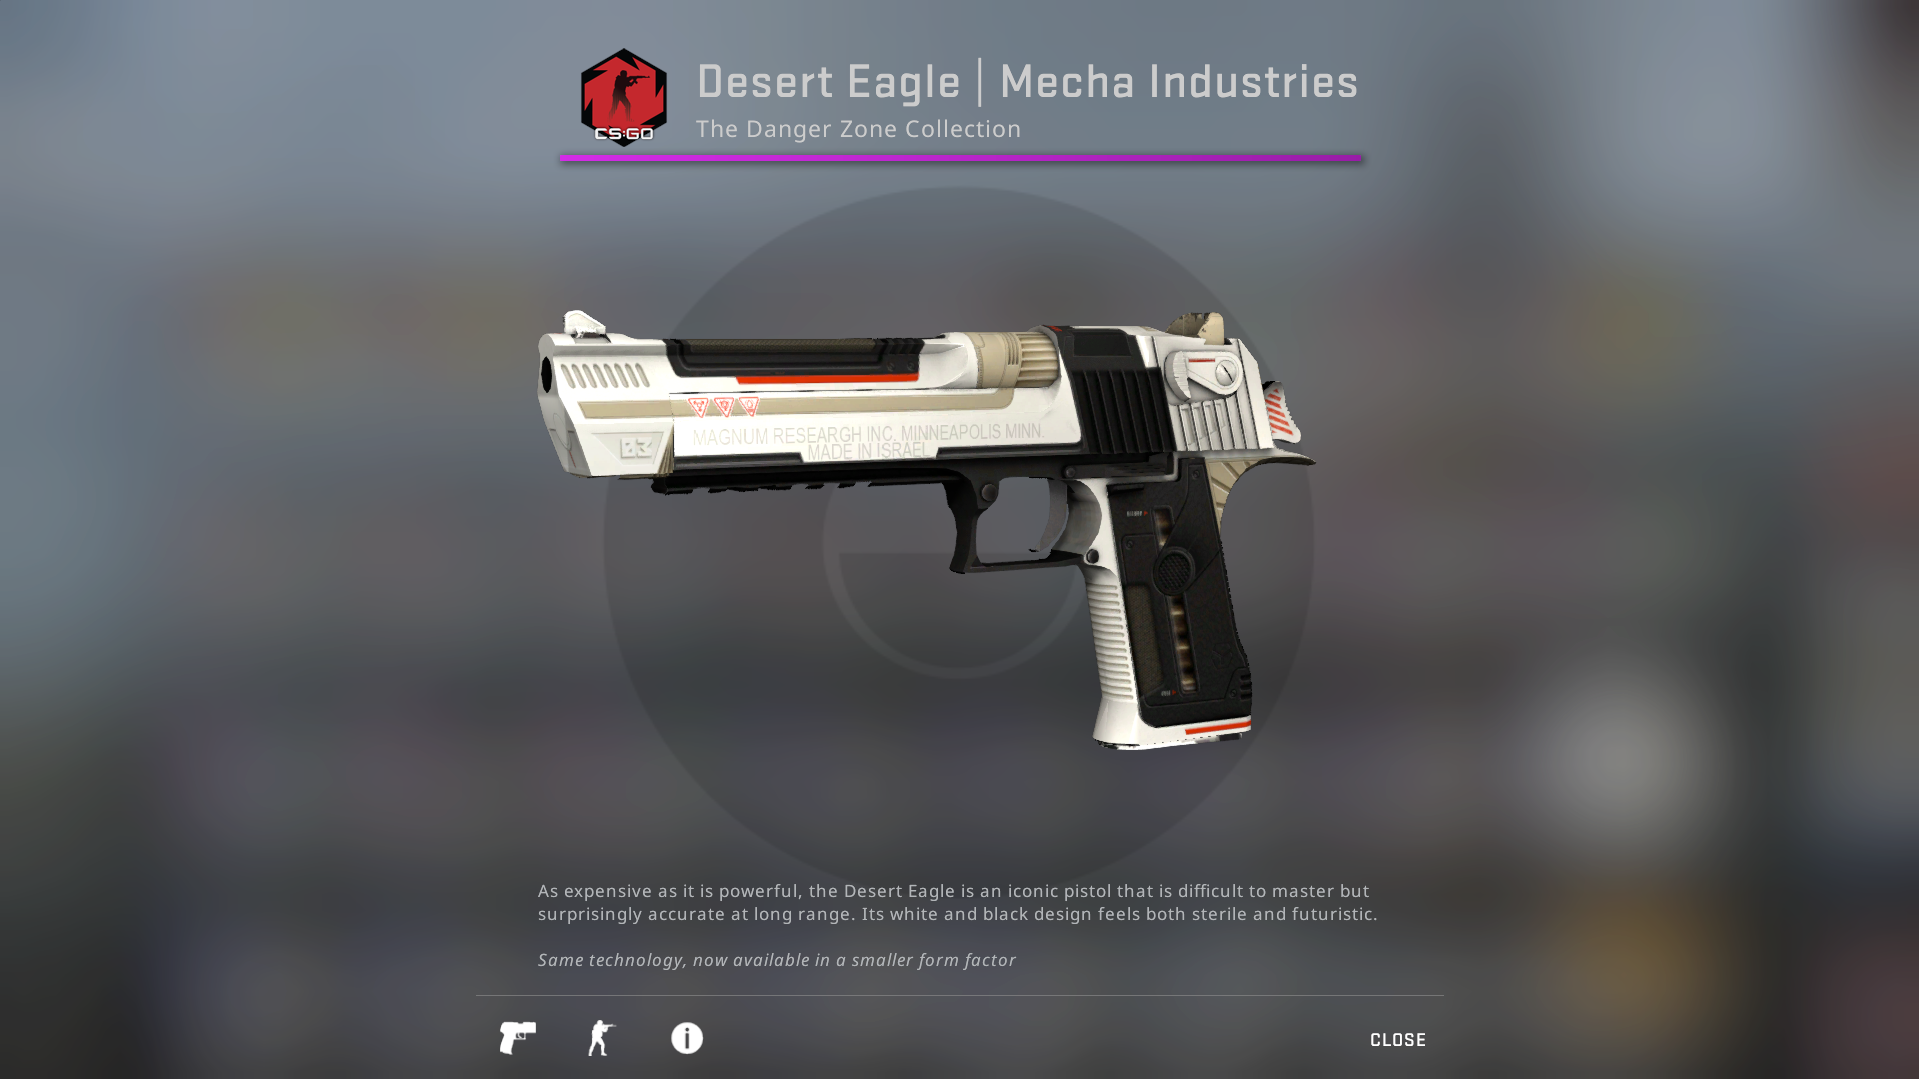 Desert Eagle | Mecha Industries
CS:GO
The Danger Zone Collection
B3
MAGNUM RESEARGH INC. MINNEAPOLIS MINN.
MADE IN ISRAEL
As expensive as it is powerful, the Desert Eagle is an iconic pistol that is difficult to master but
surprisingly accurate at long range. Its white and black design feels both sterile and futuristic.
Same technology, now available in a smaller form factor
CLOSE